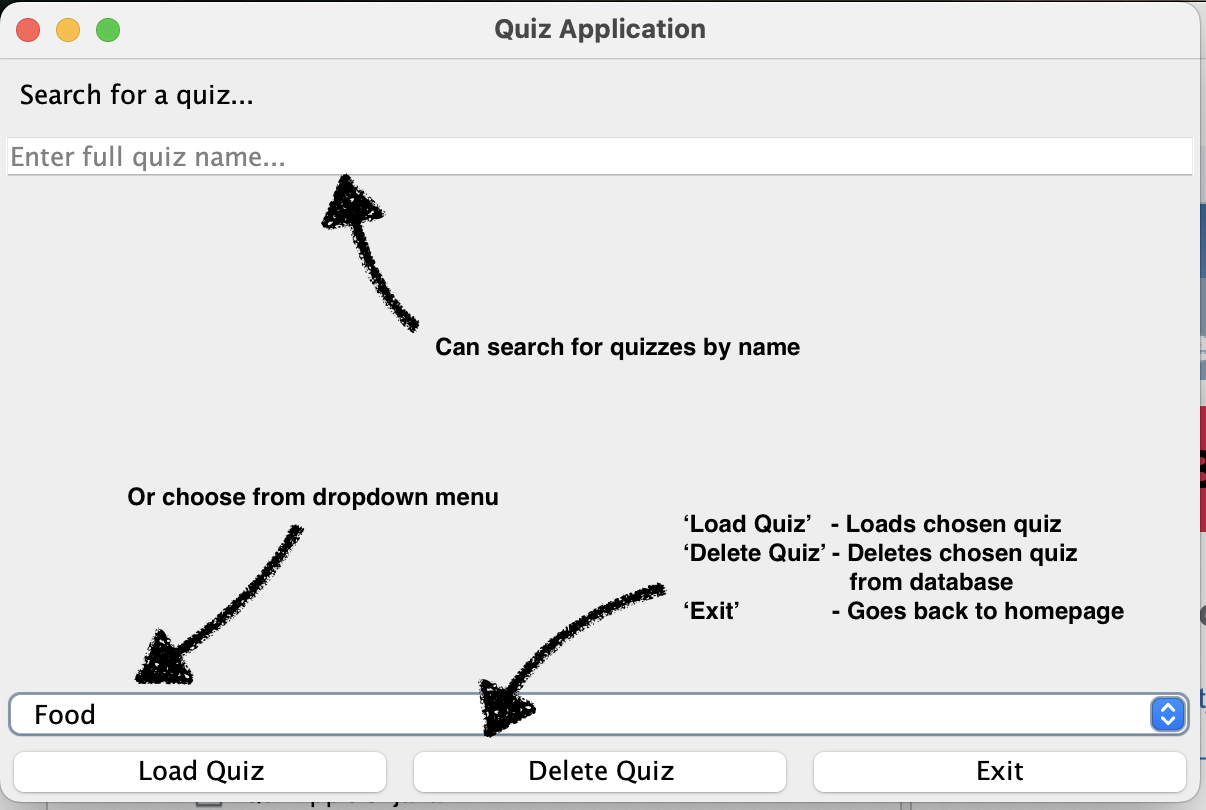 Quiz Application
Search for a quiz...
Enter full quiz name...
Can search for quizzes by name
Or choose from dropdown menu
‘Load Quiz’ - Loads chosen quiz
‘Delete Quiz’ - Deletes chosen quiz
from database
‘Exit’ - Goes back to homepage
Food
Load Quiz Delete Quiz Exit